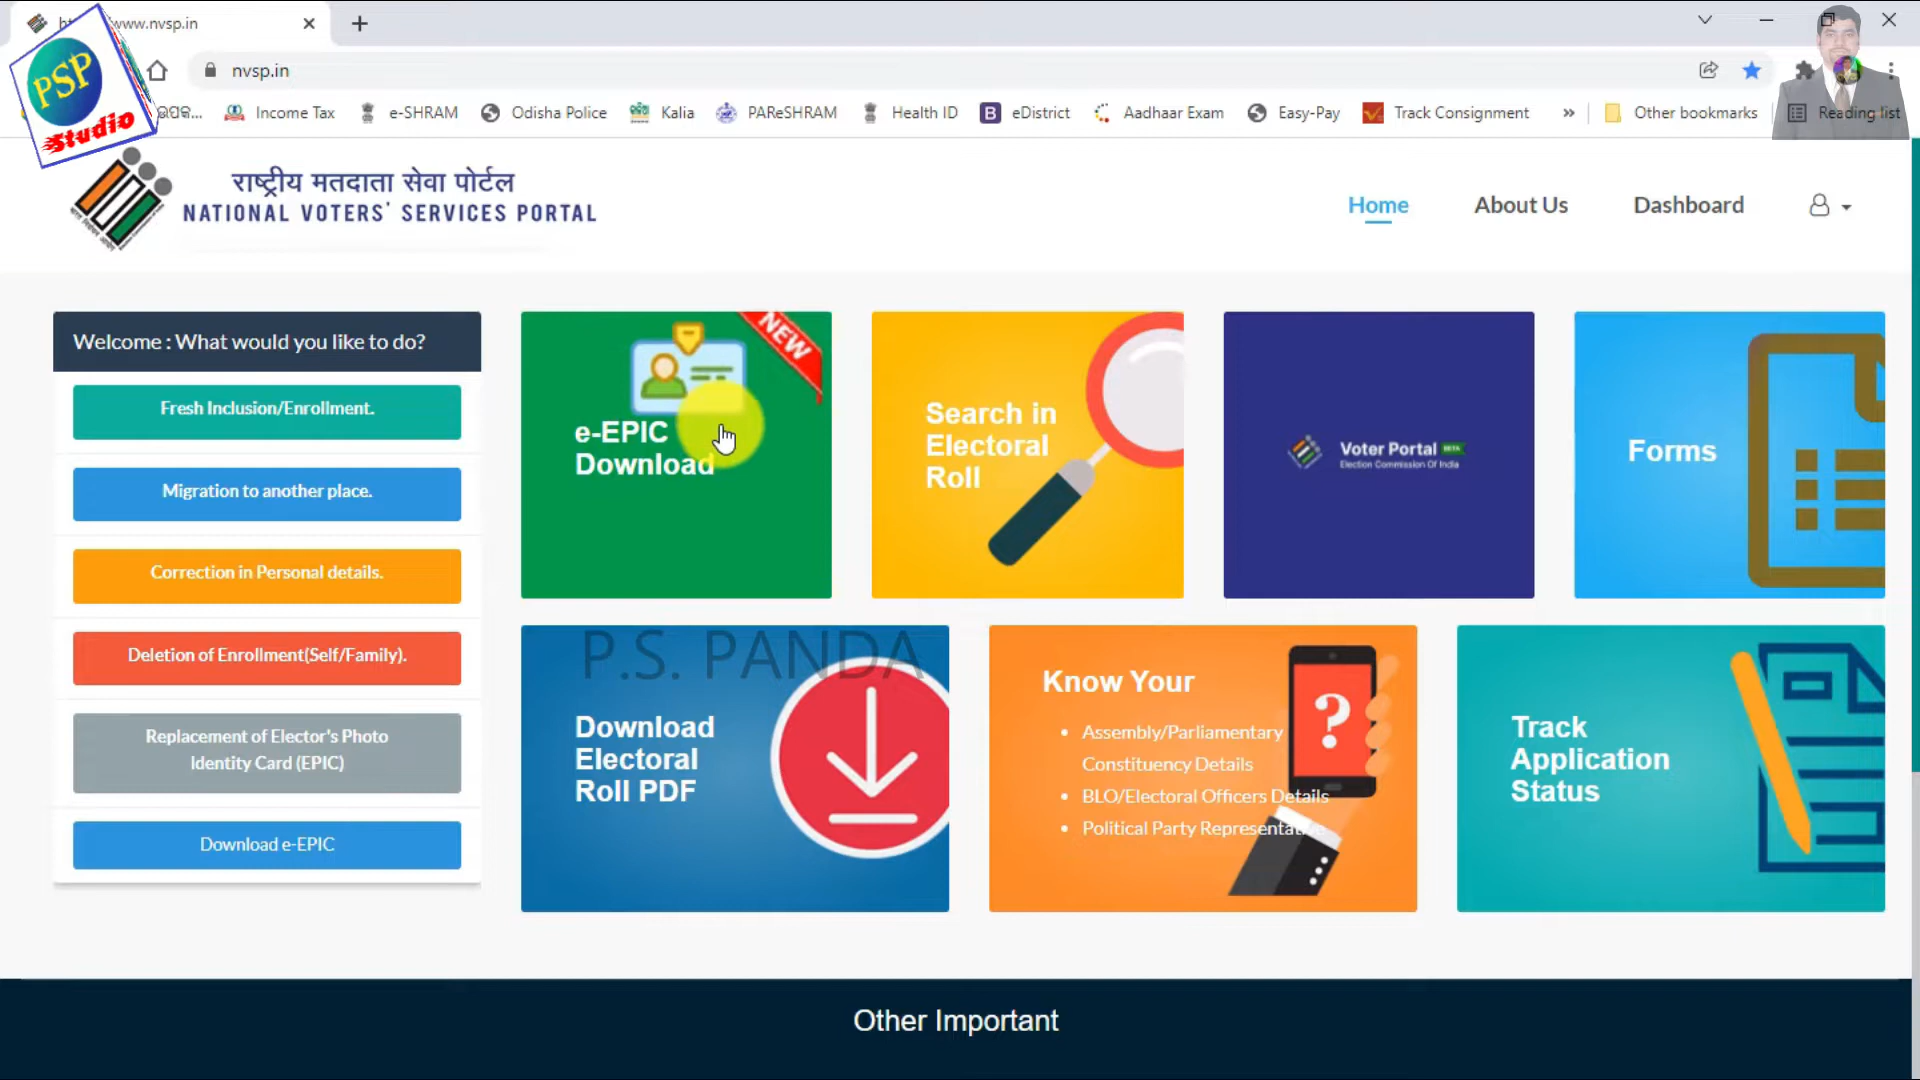 www.nvsp.in
PSP
Studio
nvsp.in
Income Tax
e-SHRAM
Odisha Police
Kalia
PAReSHRAM
Health ID
eDistrict
Aadhaar Exam
Easy-Pay
Track Consignment
Other bookmarks
Reading list
राष्ट्रीय मतदाता सेवा पोर्टल
NATIONAL VOTERS' SERVICES PORTAL
Home
About Us
Dashboard
Welcome : What would you like to do?
Fresh Inclusion/Enrollment.
Migration to another place.
Correction in Personal details.
Deletion of Enrollment(Self/Family).
Replacement of Elector's Photo
Identity Card (EPIC)
Download e-EPIC
NEW
e-EPIC
Download
Search in
Electoral
Roll
Voter Portal
Election Commission Of India
Forms
P.S. PANDA
Download
Electoral
Roll PDF
Know Your
Assembly/Parliamentary
Constituency Details
BLO/Electoral Officers Details
Political Party Representative
Track
Application
Status
Other Important